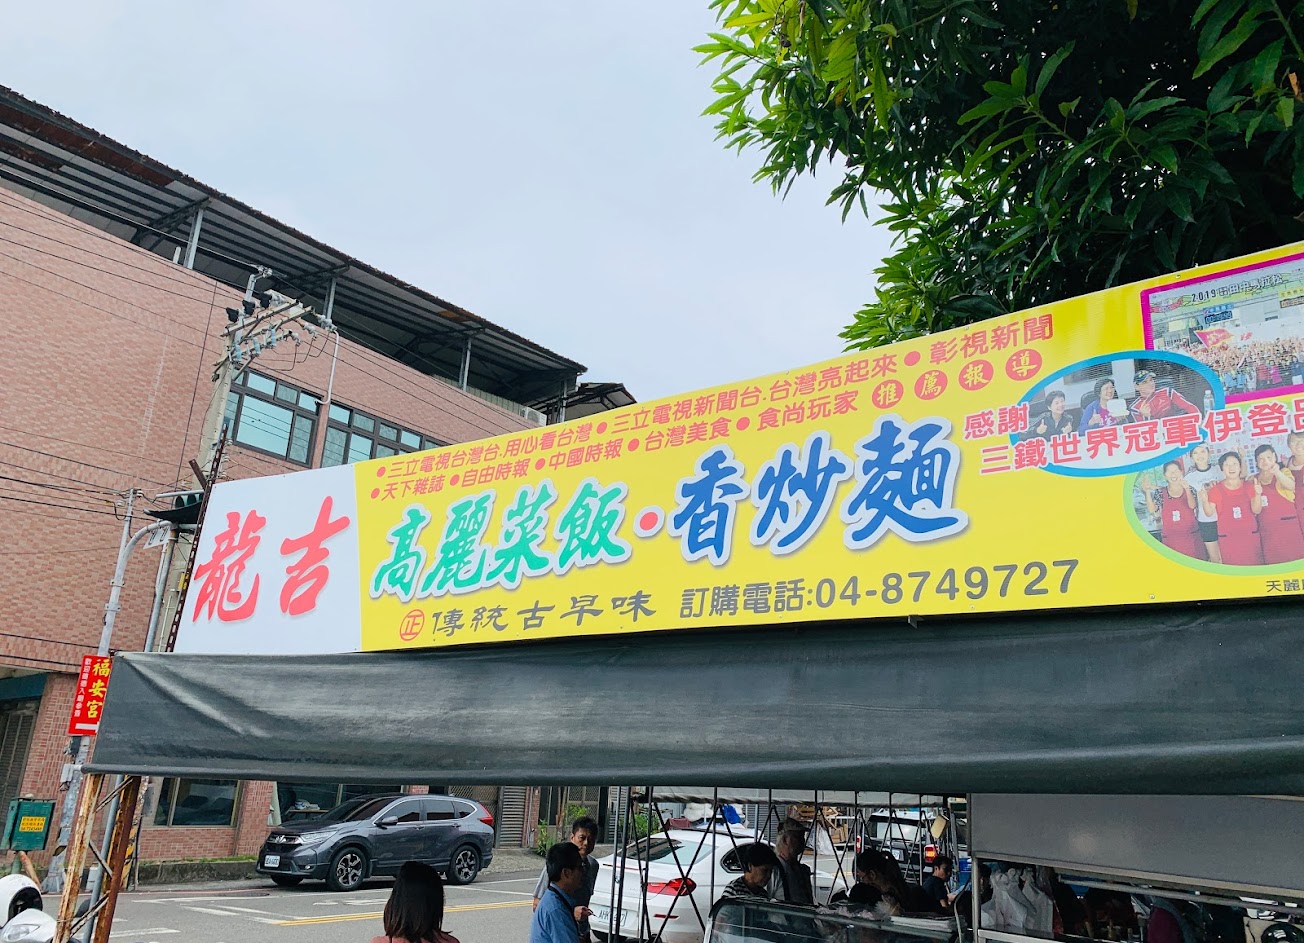 •三立電視台灣台.用心看台灣•三立電視新聞台.台灣亮起來•彰視新聞
•天下雜誌•自由時報•中國時報•台灣美食•食尚玩家 推薦報導
龍吉
高麗菜飯•香炒麵
正 傳統古早味 訂購電話:04-8749727
2019
感謝
三鐵世界冠軍伊登
天麗
福安宮